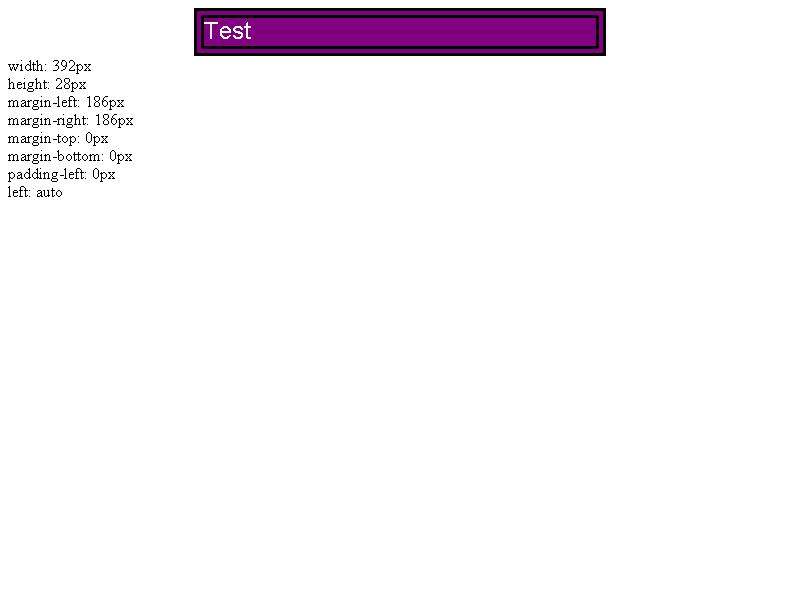 Test
width: 392px
height: 28px
margin-left: 186px
margin-right: 186px
margin-top: 0px
margin-bottom: 0px
padding-left: 0px
left: auto